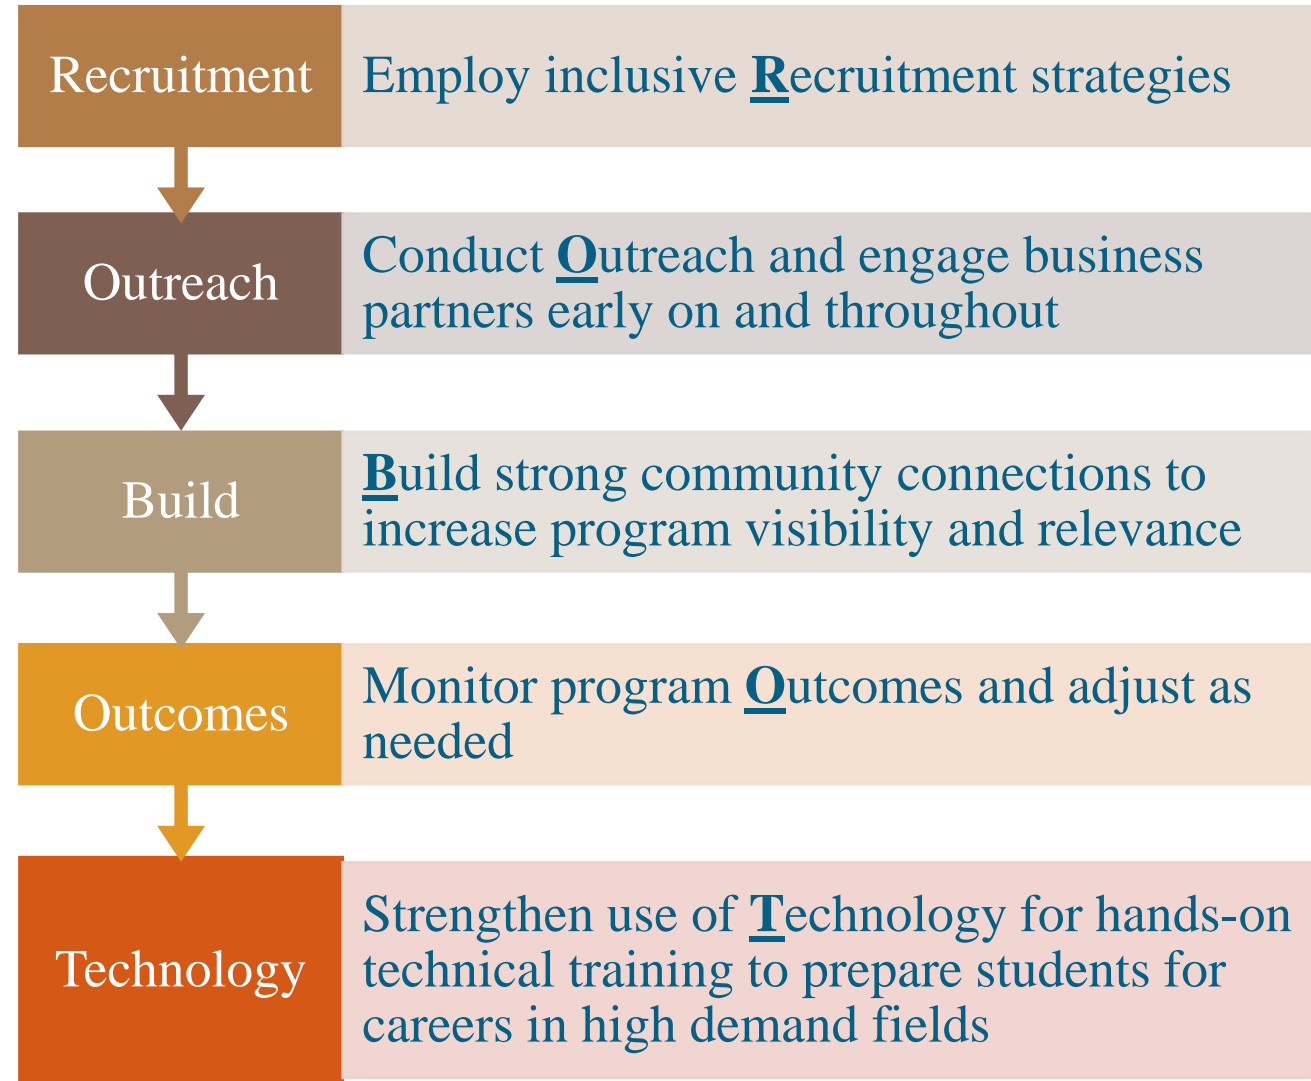 Recruitment
Employ inclusive Recruitment strategies
Outreach
Conduct Outreach and engage business
partners early on and throughout
Build
Build strong community connections to
increase program visibility and relevance
Outcomes
Monitor program Outcomes and adjust as
needed
Technology
Strengthen use of Technology for hands-on
technical training to prepare students for
careers in high demand fields